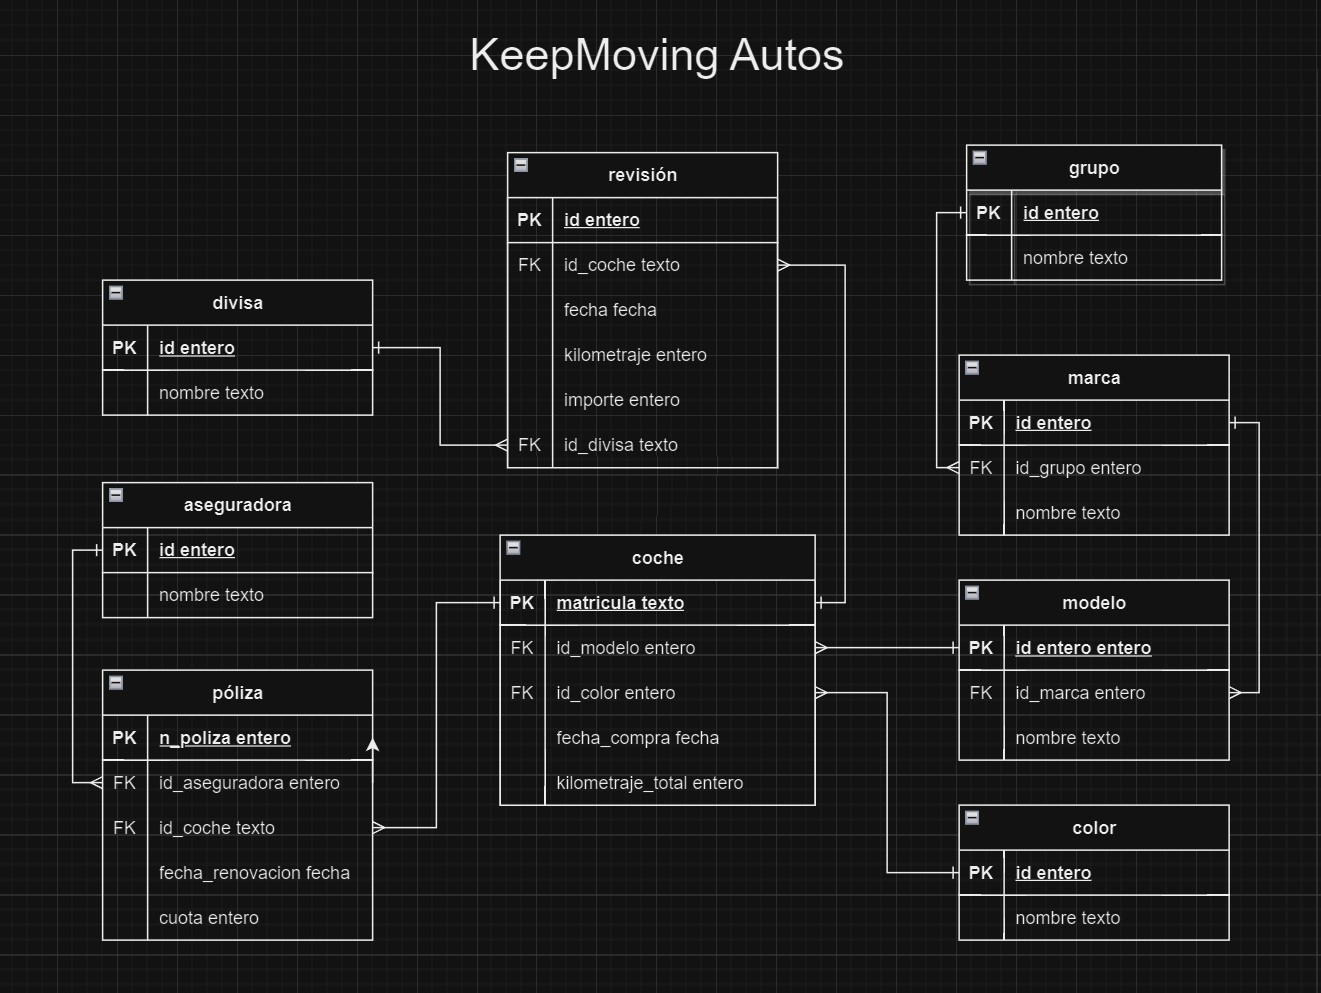 KeepMoving Autos
revisión
PK id entero
FK id_coche texto
fecha fecha
kilometraje entero
importe entero
FK id_divisa texto
grupo
PK id entero
nombre texto
divisa
PK id entero
nombre texto
marca
PK id entero
FK id_grupo entero
nombre texto
aseguradora
PK id entero
nombre texto
coche
PK matricula texto
FK id_modelo entero
FK id_color entero
fecha_compra fecha
kilometraje_total entero
modelo
PK id entero entero
FK id_marca entero
nombre texto
póliza
PK n_poliza entero
FK id_aseguradora entero
FK id_coche texto
fecha_renovacion fecha
cuota entero
color
PK id entero
nombre texto